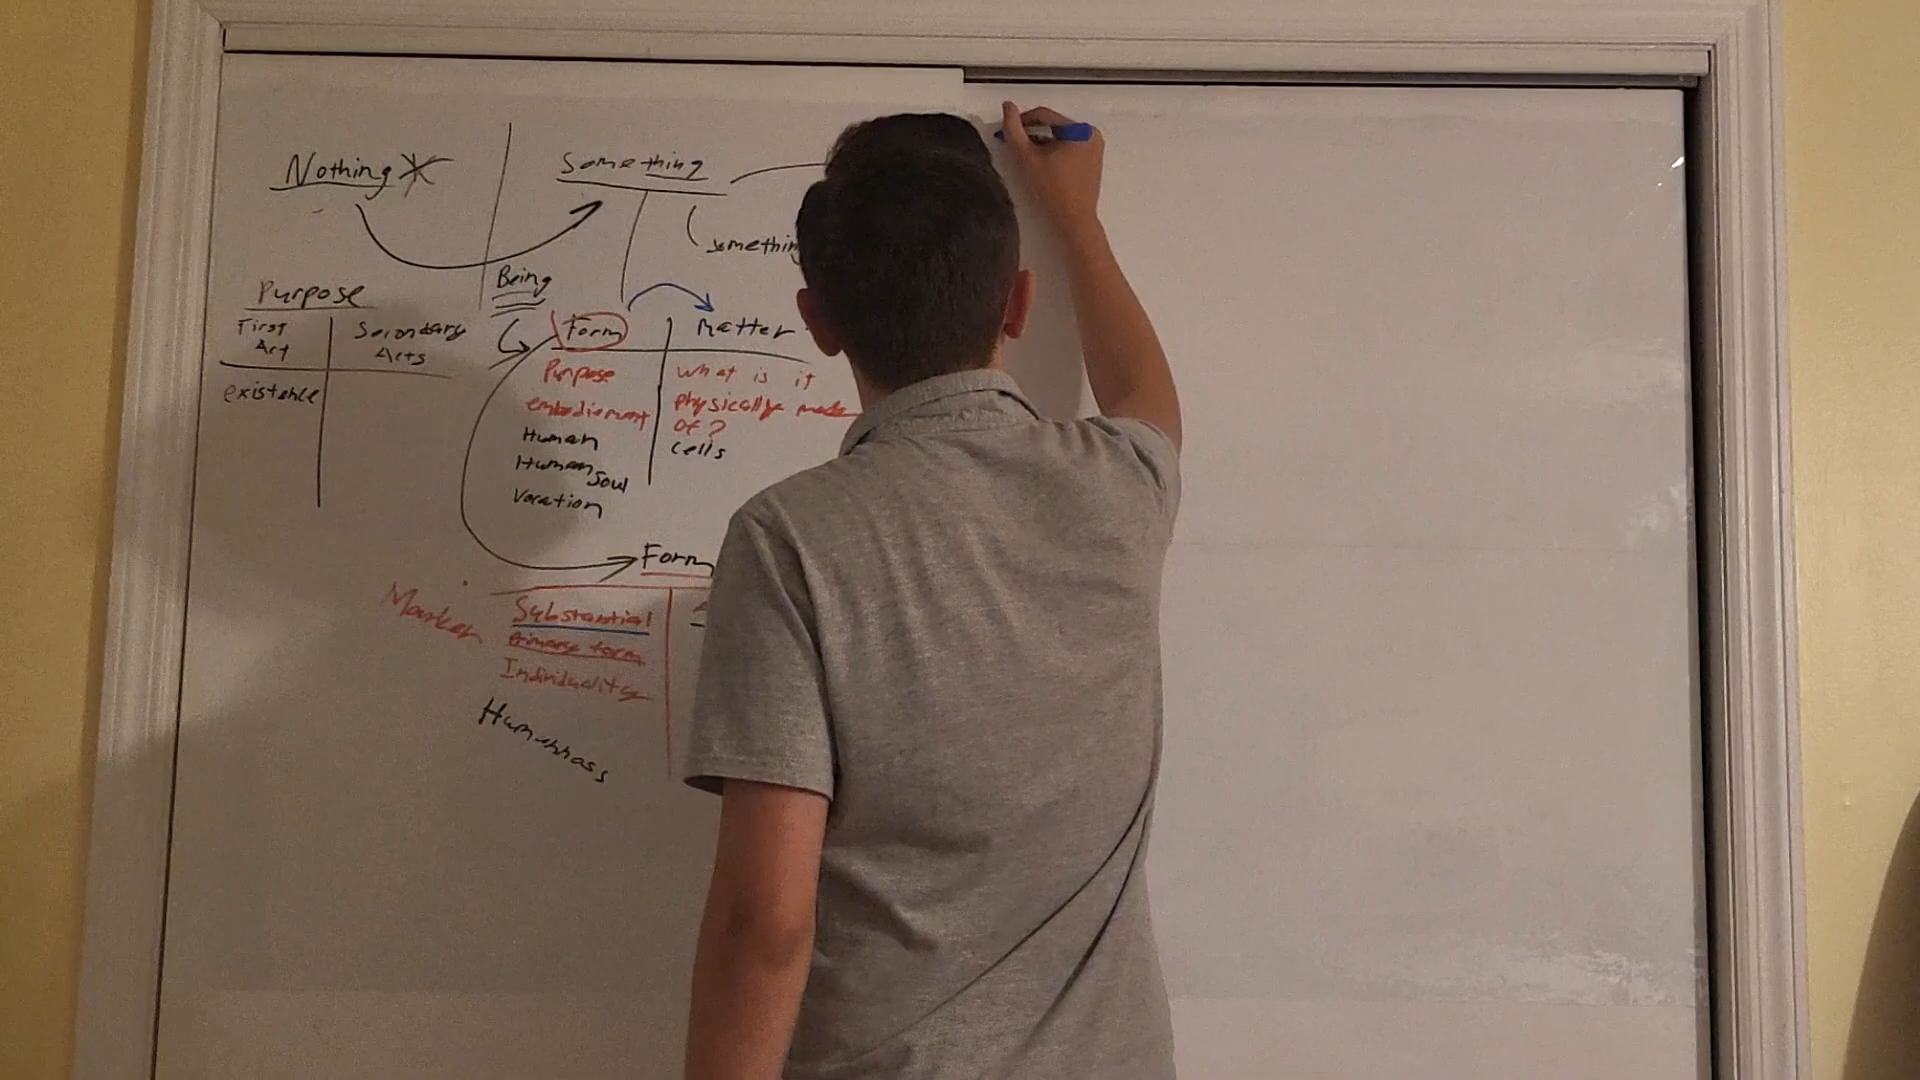 Nothing
Something
something
Being
Purpose
First
Act
Secondary
Acts
existence
Form
Matter
Purpose
embodiement
Human
Human
Soul
Vocation
What is it
physically made
of?
cells
Form
Marker
Substantial
Primary form
Individuality
Humanness